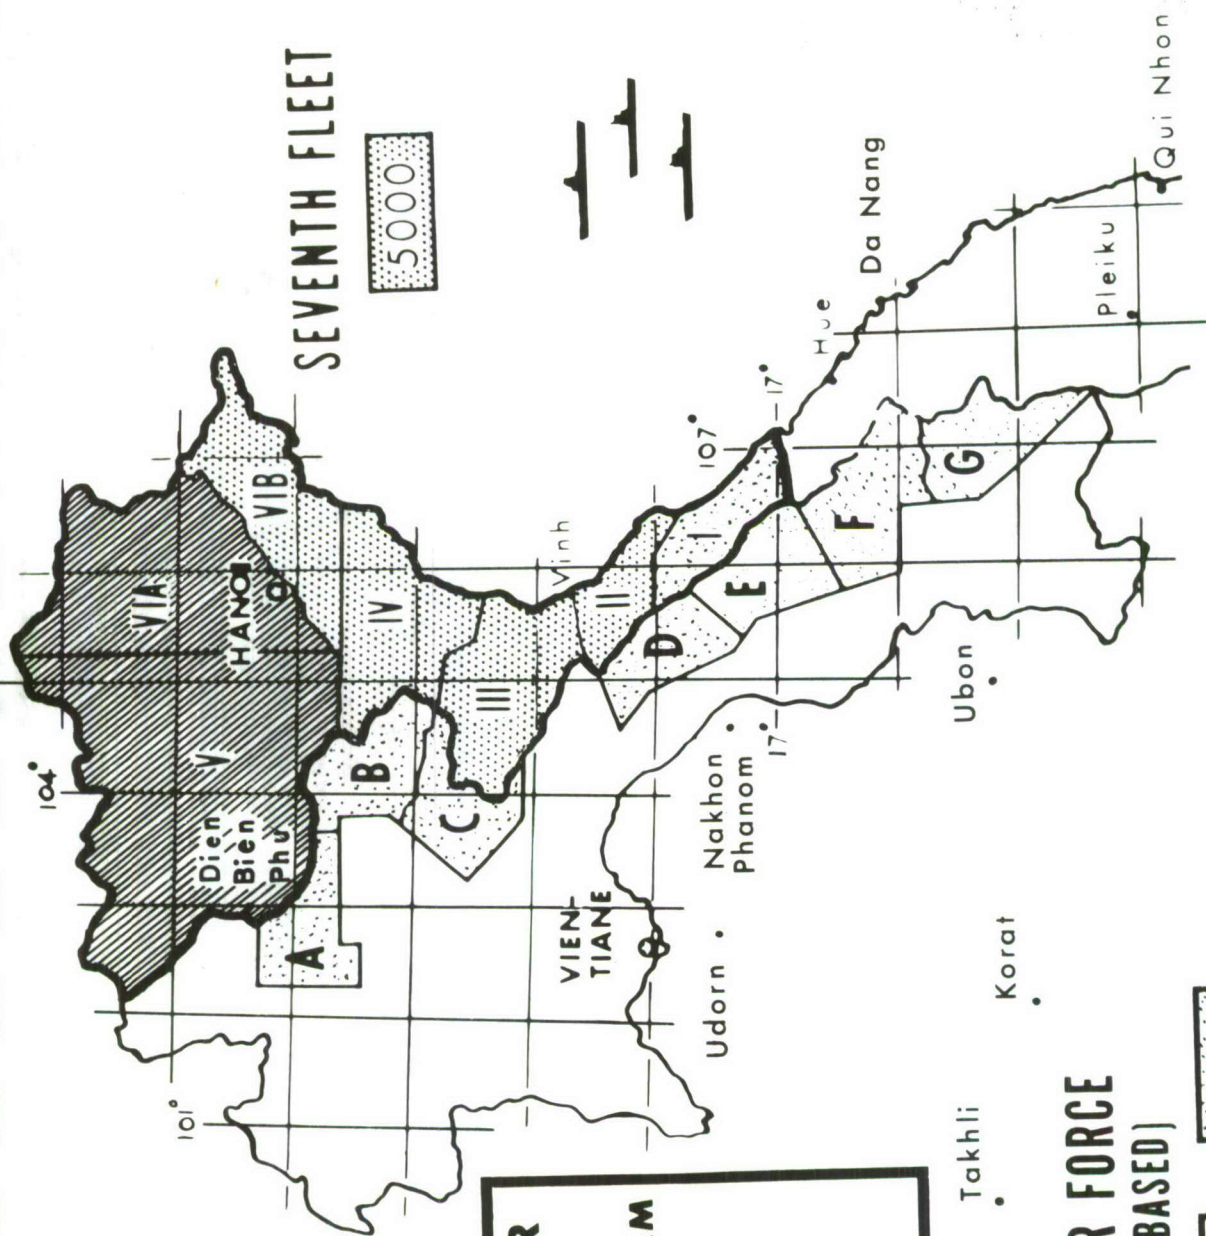 SEVENTH FLEET
5000
104°
101°
107°
17°
17°
VIA
VIB
V
IV
III
II
I
HANOI
Dien
Bien
Phu
A
B
C
D
E
F
G
Vinh
Hue
Da Nang
Qui Nhon
Pleiku
VIEN-
TIANE
Udorn
Nakhon
Phanom
Ubon
Korat
Takhli
R FORCE
BASED)
R
M